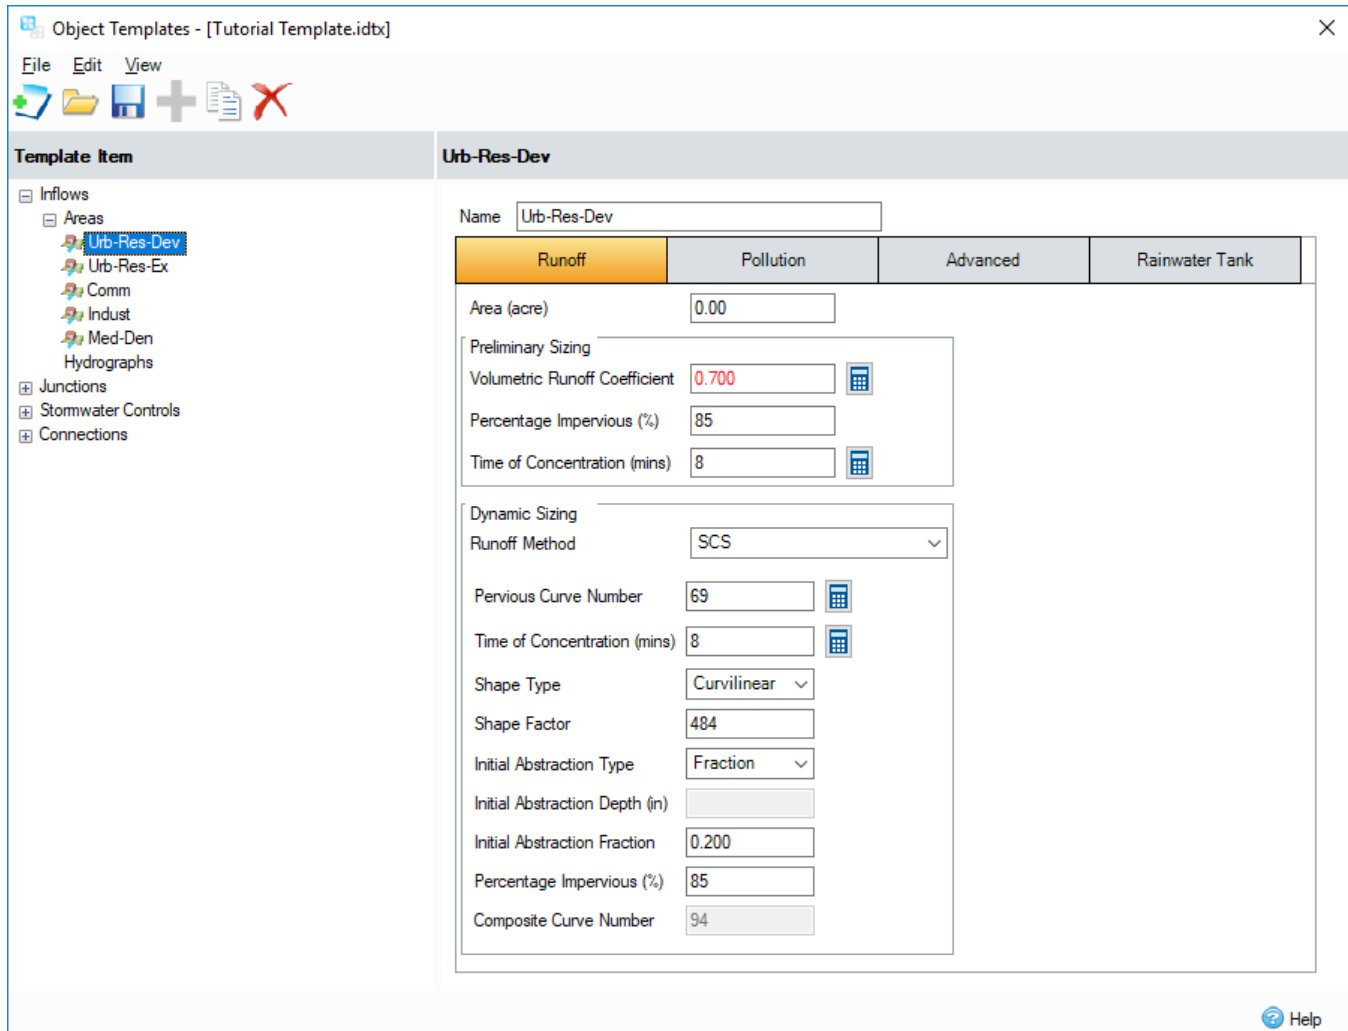 Object Templates - [Tutorial Template.idtx]
File Edit View
Template Item
Urb-Res-Dev
Inflows
Areas
Urb-Res-Dev
Urb-Res-Ex
Comm
Indust
Med-Den
Hydrographs
Junctions
Stormwater Controls
Connections
Name Urb-Res-Dev
Runoff Pollution Advanced Rainwater Tank
Area (acre) 0.00
Preliminary Sizing
Volumetric Runoff Coefficient 0.700
Percentage Impervious (%) 85
Time of Concentration (mins) 8
Dynamic Sizing
Runoff Method SCS
Pervious Curve Number 69
Time of Concentration (mins) 8
Shape Type Curvilinear
Shape Factor 484
Initial Abstraction Type Fraction
Initial Abstraction Depth (in)
Initial Abstraction Fraction 0.200
Percentage Impervious (%) 85
Composite Curve Number 94
Help